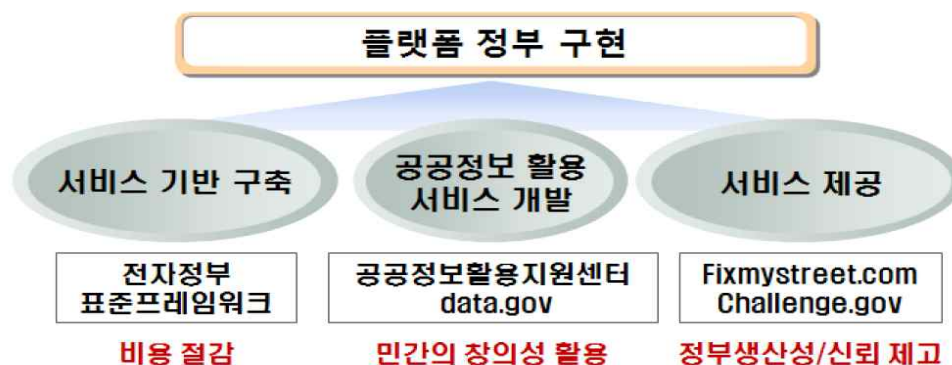 플랫폼 정부 구현
서비스 기반 구축
공공정보 활용
서비스 개발
서비스 제공
전자정부
표준프레임워크
공공정보활용지원센터
data.gov
Fixmystreet.com
Challenge.gov
비용 절감
민간의 창의성 활용
정부생산성/신뢰 제고